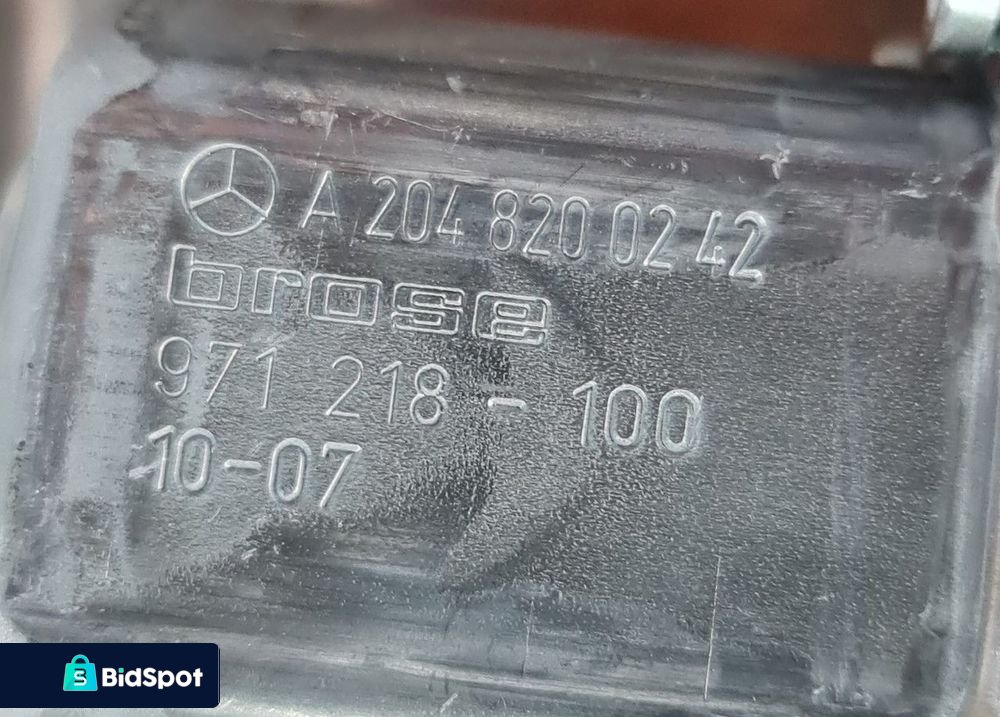 A 204 820 02 42
brose
971 218 - 100
10-07
BidSpot